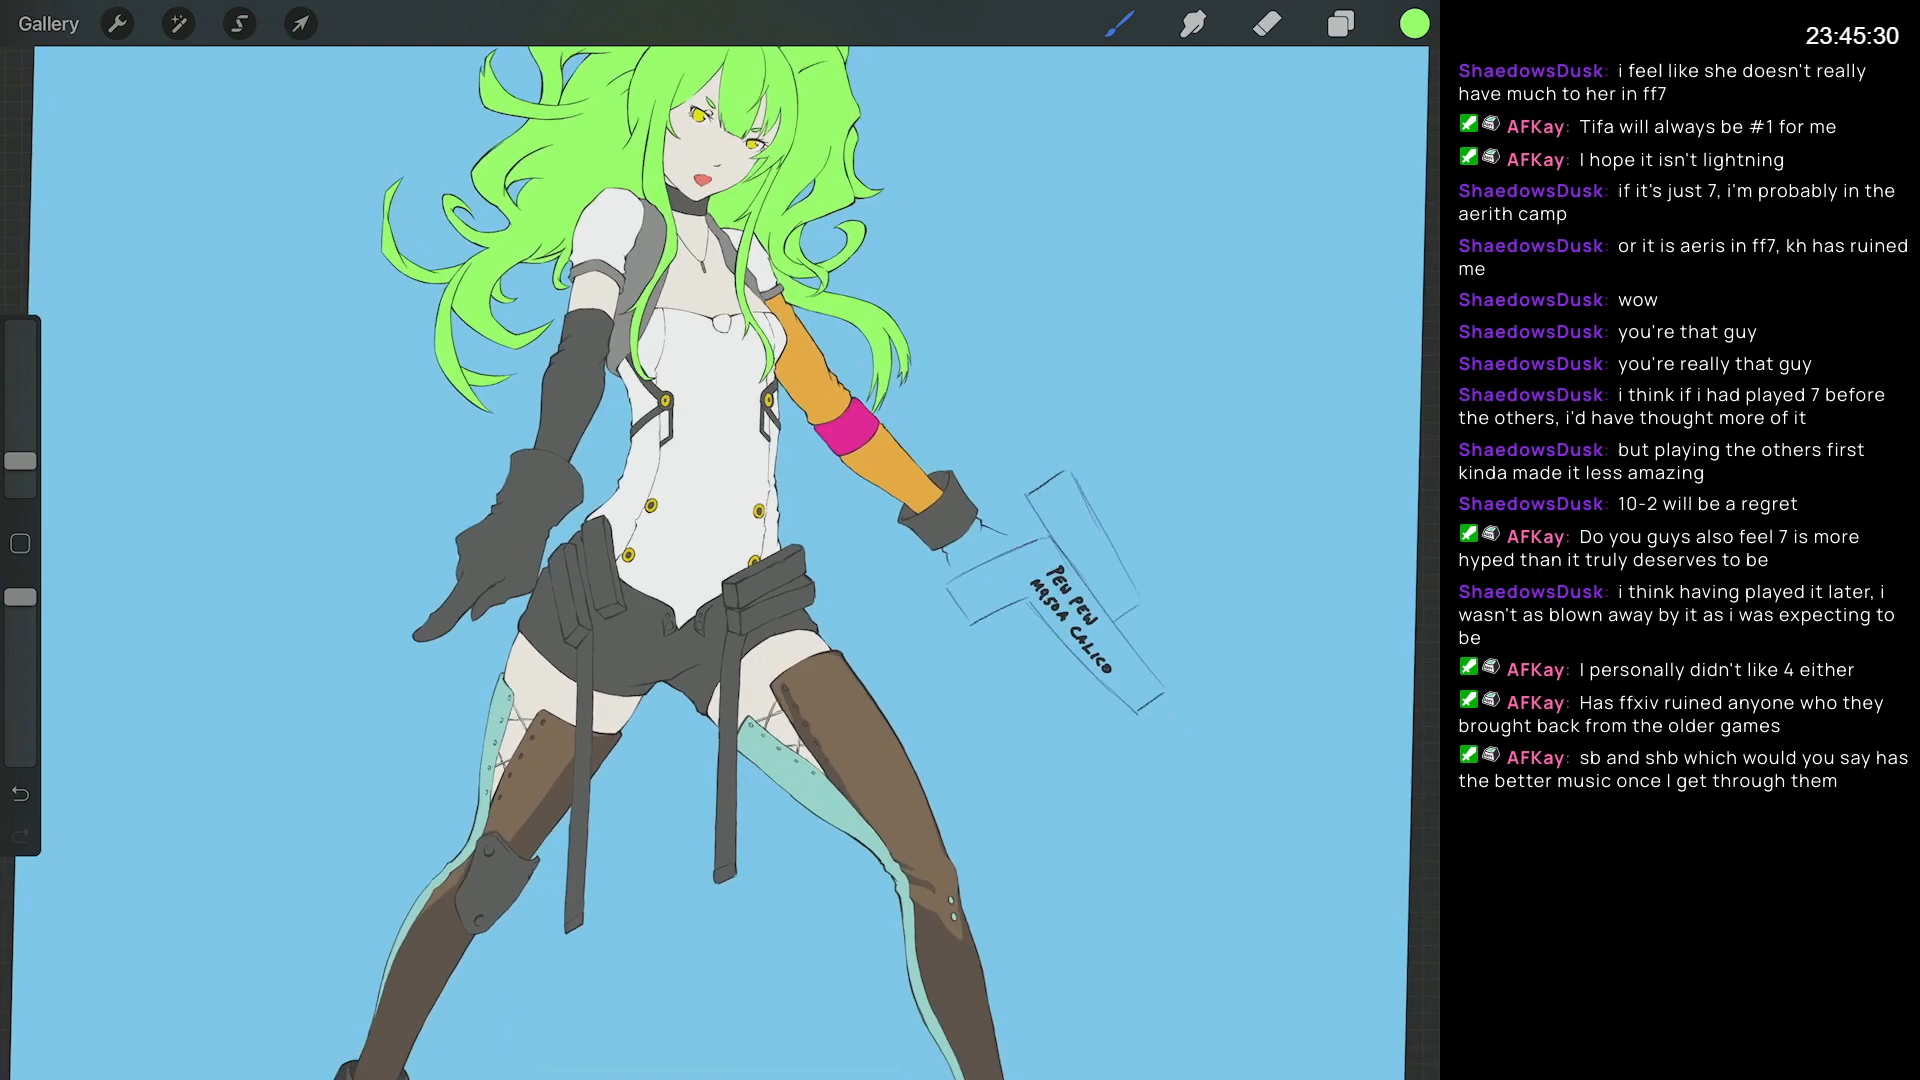 Gallery
PEW PEW
M950A CALICO
23:45:30
ShaedowsDusk: i feel like she doesn't really
have much to her in ff7
AFKay: Tifa will always be #1 for me
AFKay: I hope it isn't lightning
ShaedowsDusk: if it's just 7, i'm probably in the
aerith camp
ShaedowsDusk: or it is aeris in ff7, kh has ruined
me
ShaedowsDusk: wow
ShaedowsDusk: you're that guy
ShaedowsDusk: you're really that guy
ShaedowsDusk: i think if i had played 7 before
the others, i'd have thought more of it
ShaedowsDusk: but playing the others first
kinda made it less amazing
ShaedowsDusk: 10-2 will be a regret
AFKay: Do you guys also feel 7 is more
hyped than it truly deserves to be
ShaedowsDusk: i think having played it later, i
wasn't as blown away by it as i was expecting to
be
AFKay: I personally didn't like 4 either
AFKay: Has ffxiv ruined anyone who they
brought back from the older games
AFKay: sb and shb which would you say has
the better music once I get through them